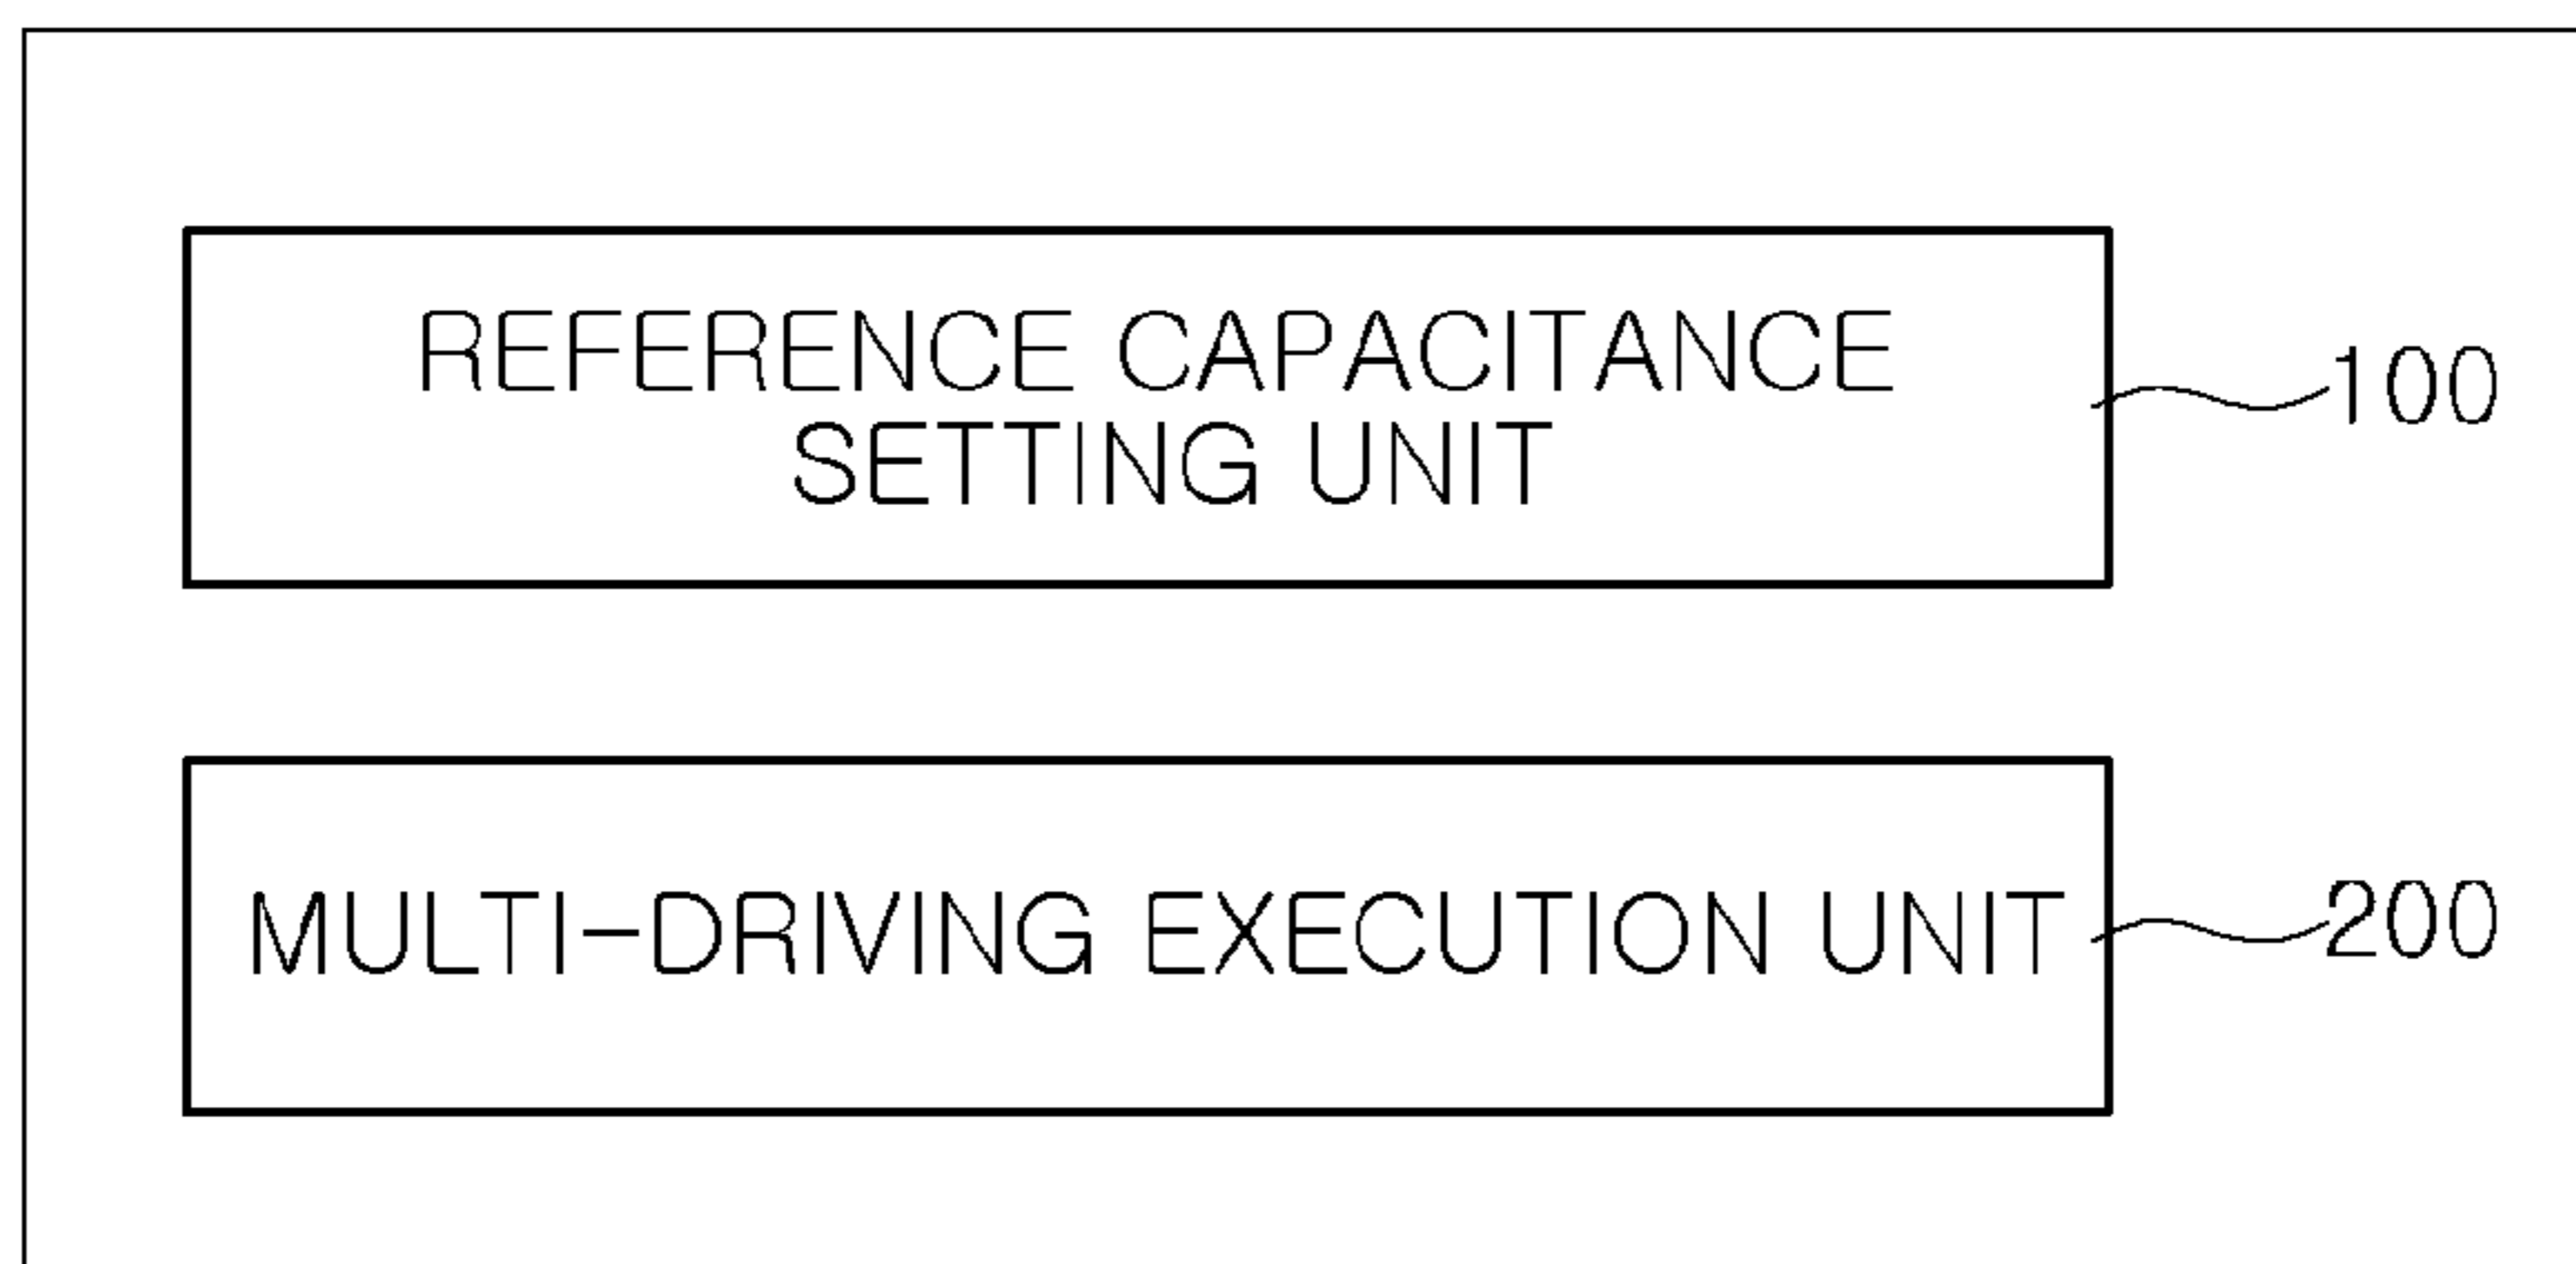 REFERENCE CAPACITANCE
SETTING UNIT
100
MULTI-DRIVING EXECUTION UNIT
200